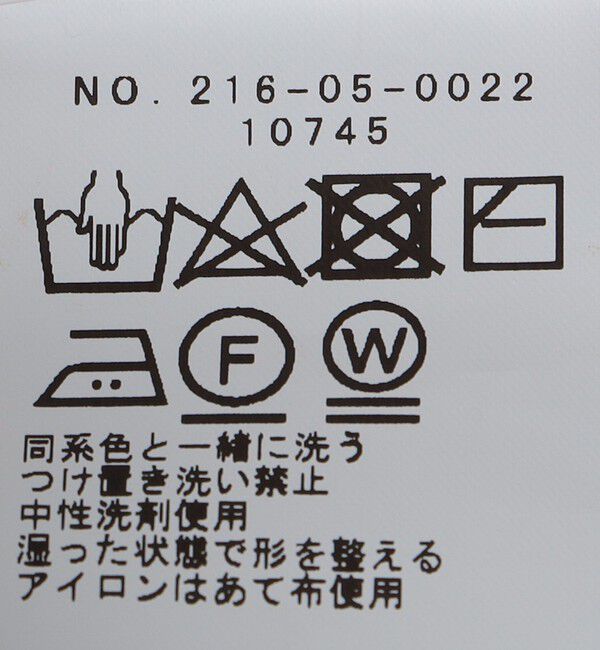 NO. 216-05-0022
10745
F W
同系色と一緒に洗う
つけ置き洗い禁止
中性洗剤使用
湿った状態で形を整える
アイロンはあて布使用